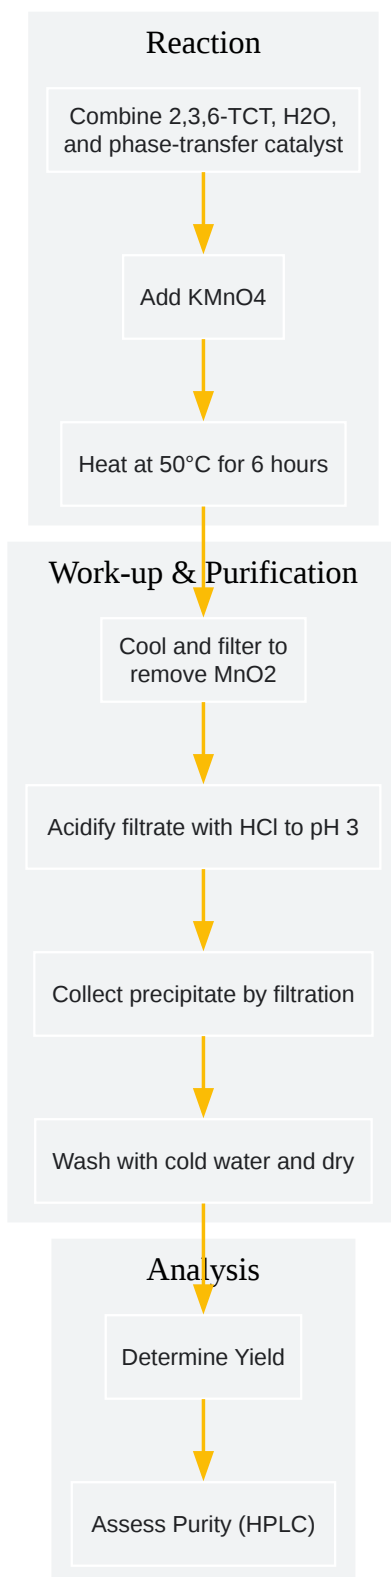 Reaction
Combine 2,3,6-TCT, H2O,
and phase-transfer catalyst
Add KMnO4
Heat at 50°C for 6 hours
Work-up & Purification
Cool and filter to
remove MnO2
Acidify filtrate with HCl to pH 3
Collect precipitate by filtration
Wash with cold water and dry
Analysis
Determine Yield
Assess Purity (HPLC)